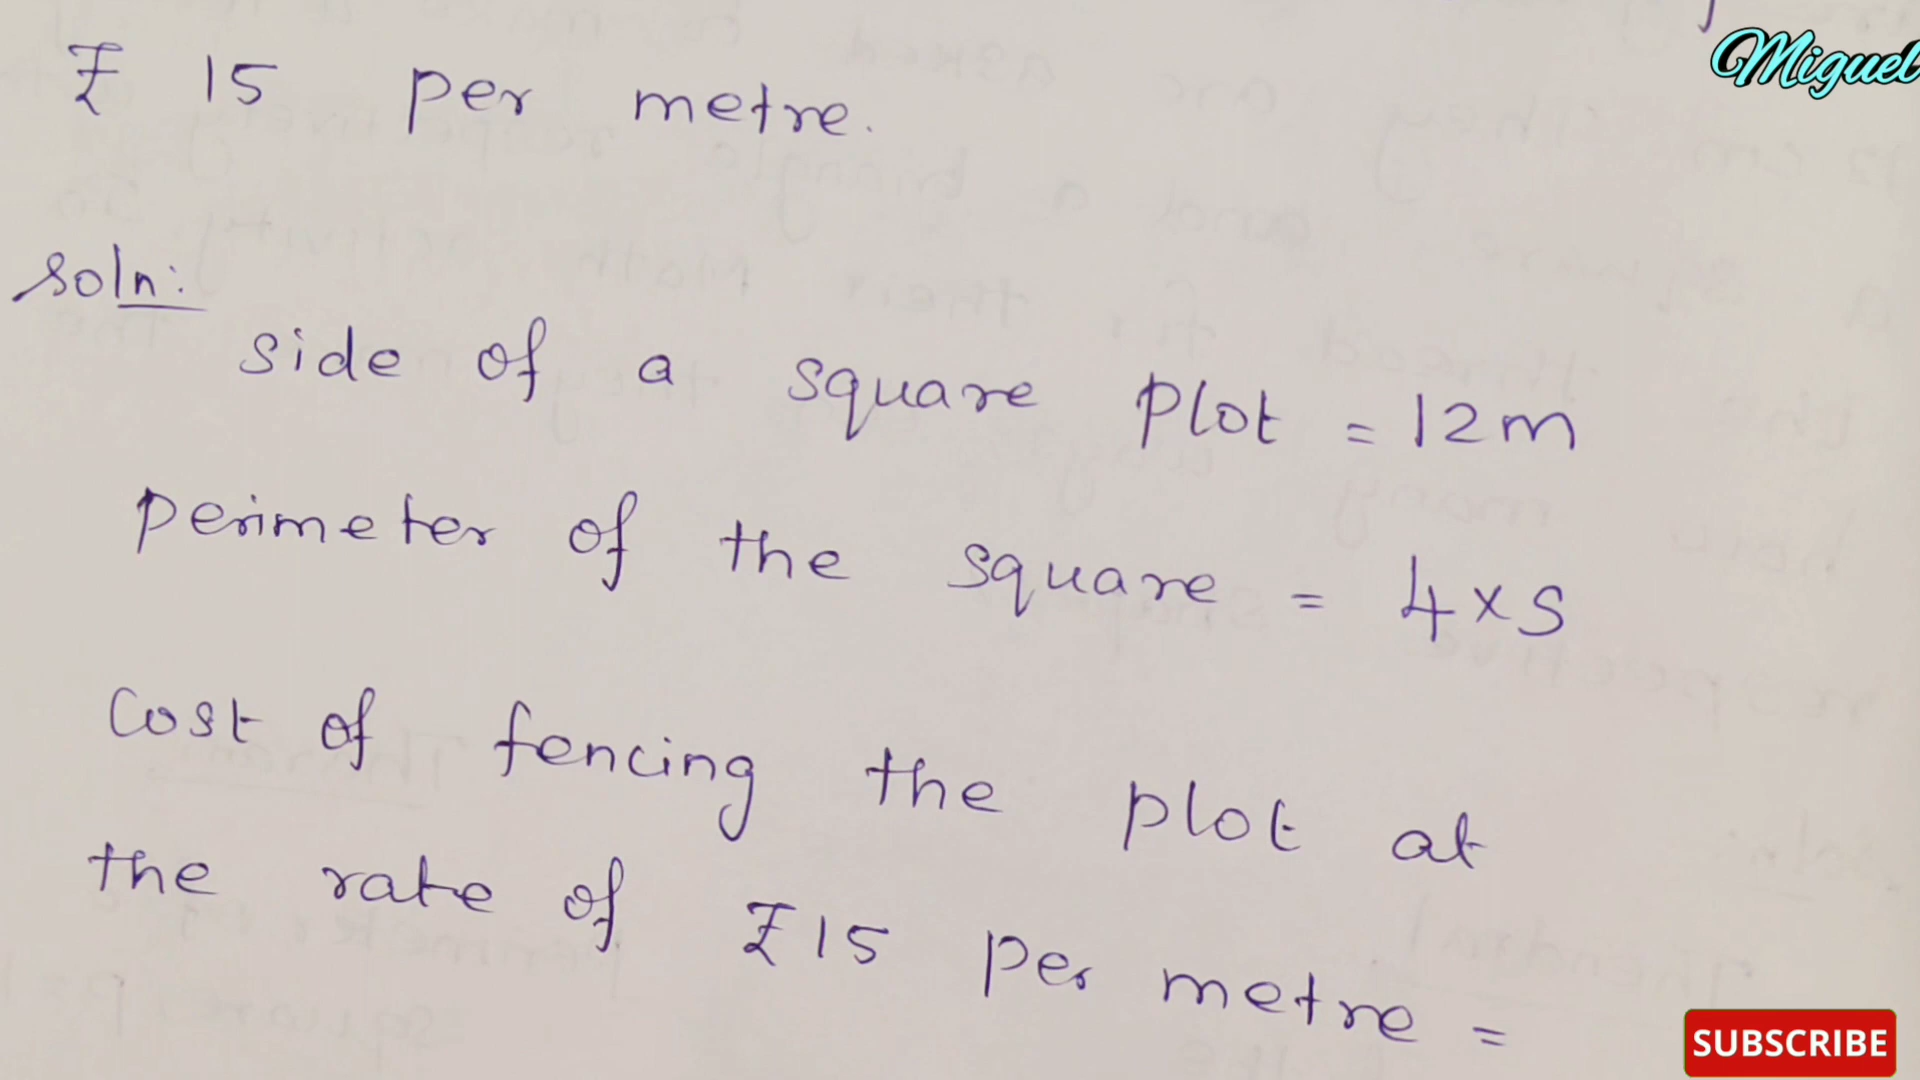 Miguel
₹ 15 per metre.
soln:
side of a square plot = 12m
perimeter of the square = 4×s
cost of fencing the plot at
the rate of ₹15 per metre =
SUBSCRIBE